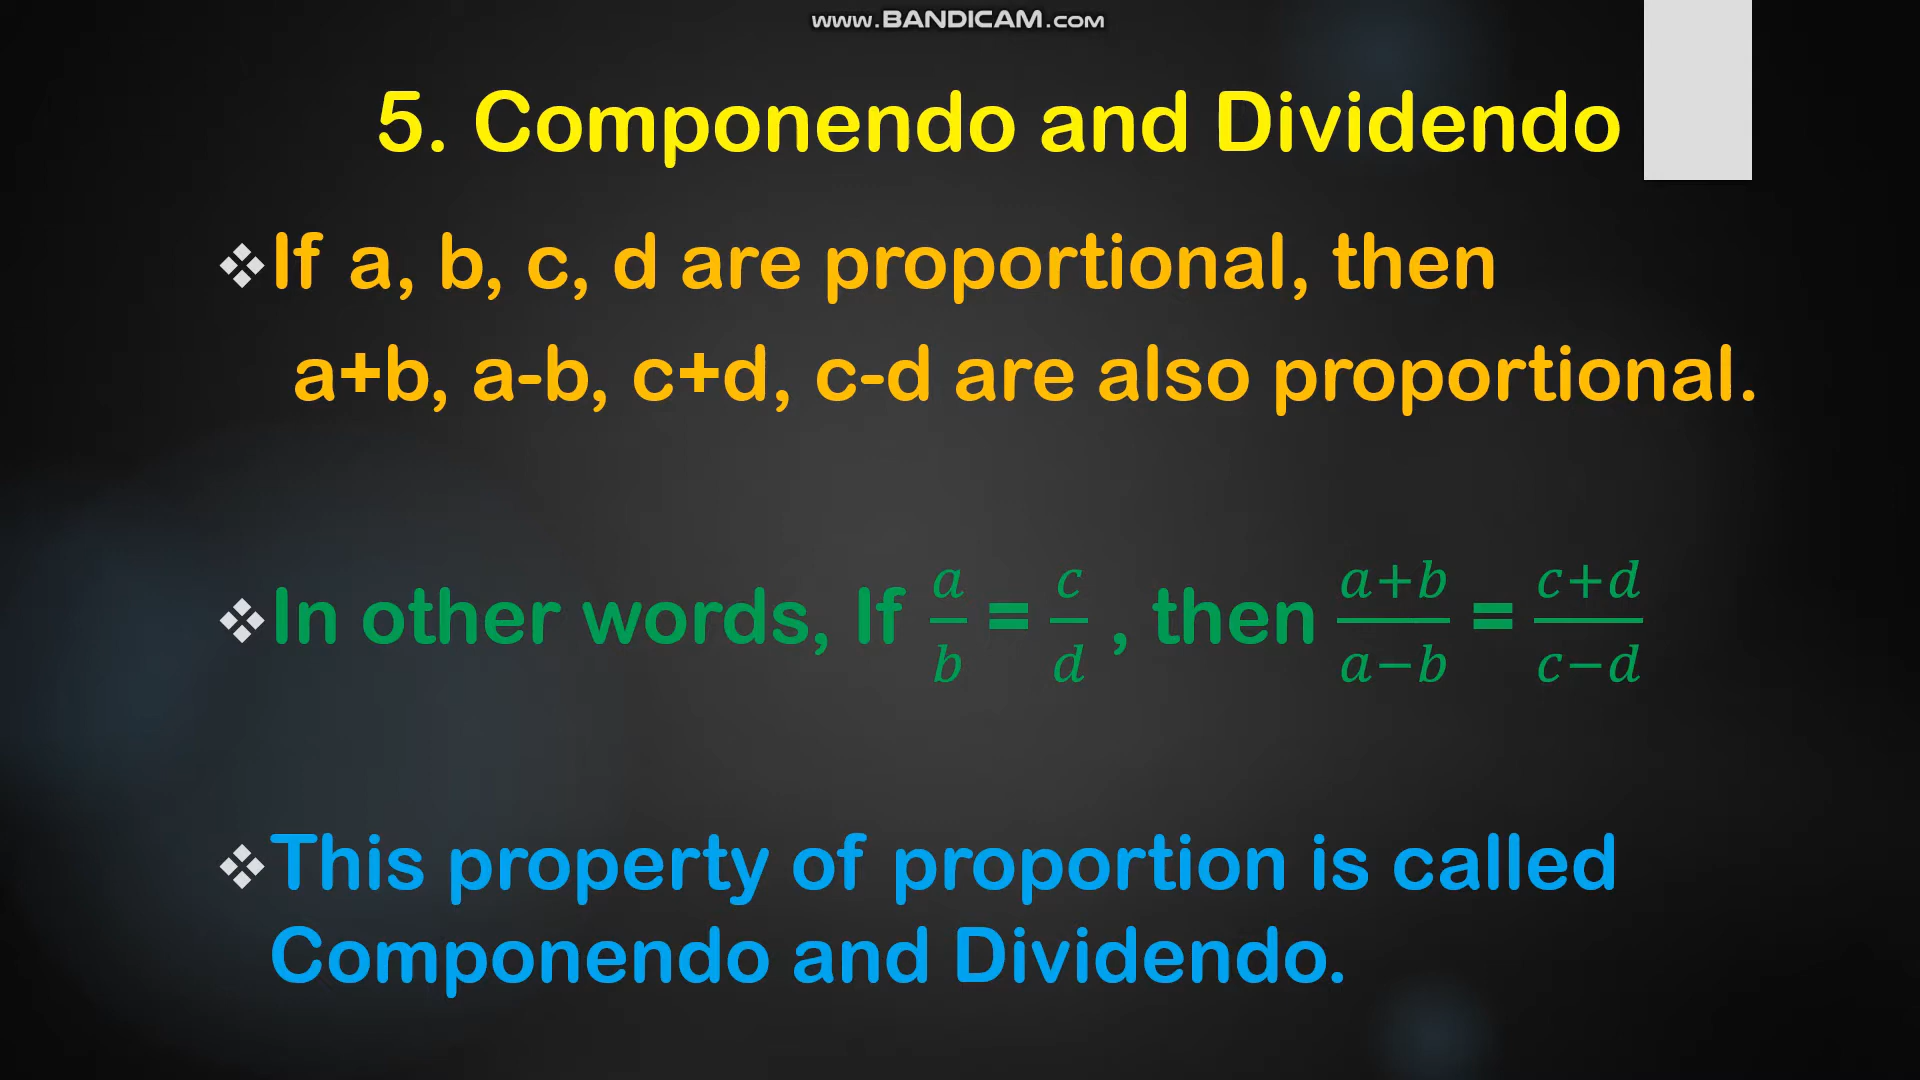 www.BANDICAM.com
5. Componendo and Dividendo
❖If a, b, c, d are proportional, then
a+b, a-b, c+d, c-d are also proportional.
❖In other words, If a/b = c/d , then a+b/a−b = c+d/c−d
❖This property of proportion is called
Componendo and Dividendo.